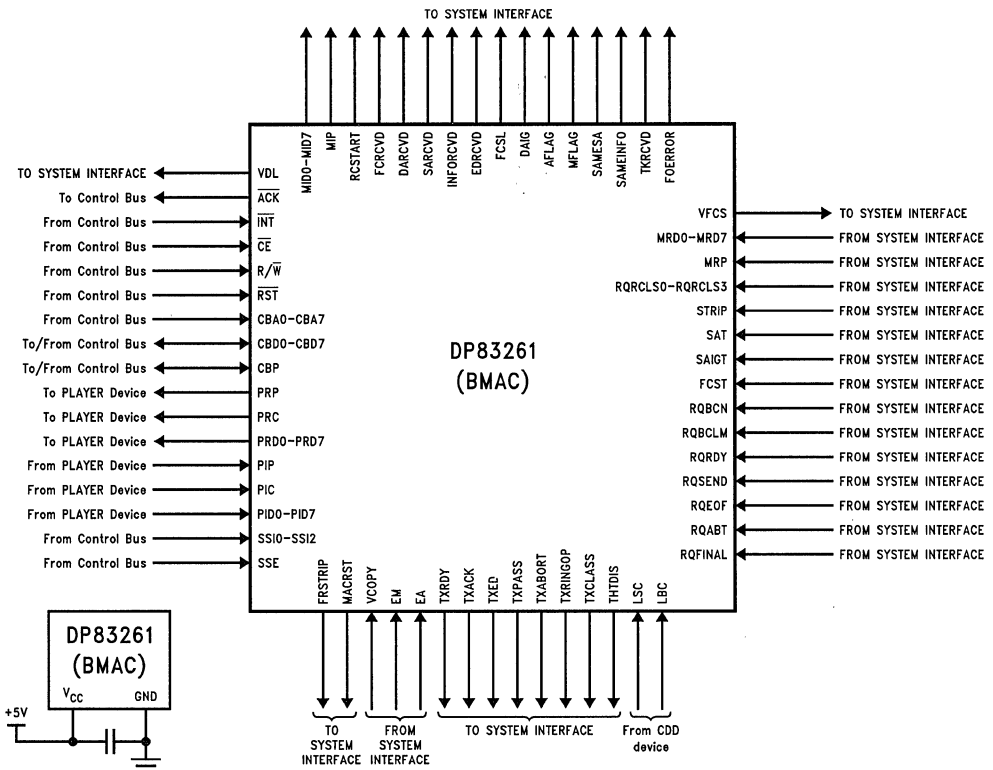 TO SYSTEM INTERFACE
MID0-MID7
MIP
RCSTART
FCRCVD
DARCVD
SARCVD
INFORCVD
EDRCVD
FCSL
DAIG
AFLAG
MFLAG
SAMESA
SAMEINFO
TKRCVD
FOERROR
TO SYSTEM INTERFACE VDL
To Control Bus ACK
From Control Bus INT
From Control Bus CE
From Control Bus R/W
From Control Bus RST
From Control Bus CBA0-CBA7
To/From Control Bus CBD0-CBD7
To/From Control Bus CBP
To PLAYER Device PRP
To PLAYER Device PRC
To PLAYER Device PRD0-PRD7
From PLAYER Device PIP
From PLAYER Device PIC
From PLAYER Device PID0-PID7
From Control Bus SSI0-SSI2
From Control Bus SSE
DP83261
(BMAC)
VFCS TO SYSTEM INTERFACE
MRD0-MRD7 FROM SYSTEM INTERFACE
MRP FROM SYSTEM INTERFACE
RQRCLS0-RQRCLS3 FROM SYSTEM INTERFACE
STRIP FROM SYSTEM INTERFACE
SAT FROM SYSTEM INTERFACE
SAIGT FROM SYSTEM INTERFACE
FCST FROM SYSTEM INTERFACE
RQBCN FROM SYSTEM INTERFACE
RQBCLM FROM SYSTEM INTERFACE
RQRDY FROM SYSTEM INTERFACE
RQSEND FROM SYSTEM INTERFACE
RQEOF FROM SYSTEM INTERFACE
RQABT FROM SYSTEM INTERFACE
RQFINAL FROM SYSTEM INTERFACE
FRSTRIP
MACRST
VCOPY
EM
EA
TXRDY
TXACK
TXED
TXPASS
TXABORT
TXRINGOP
TXCLASS
THTDIS
LSC
LBC
TO
SYSTEM
INTERFACE
FROM
SYSTEM
INTERFACE
TO SYSTEM INTERFACE
From CDD
device
DP83261
(BMAC)
VCC GND
+5V